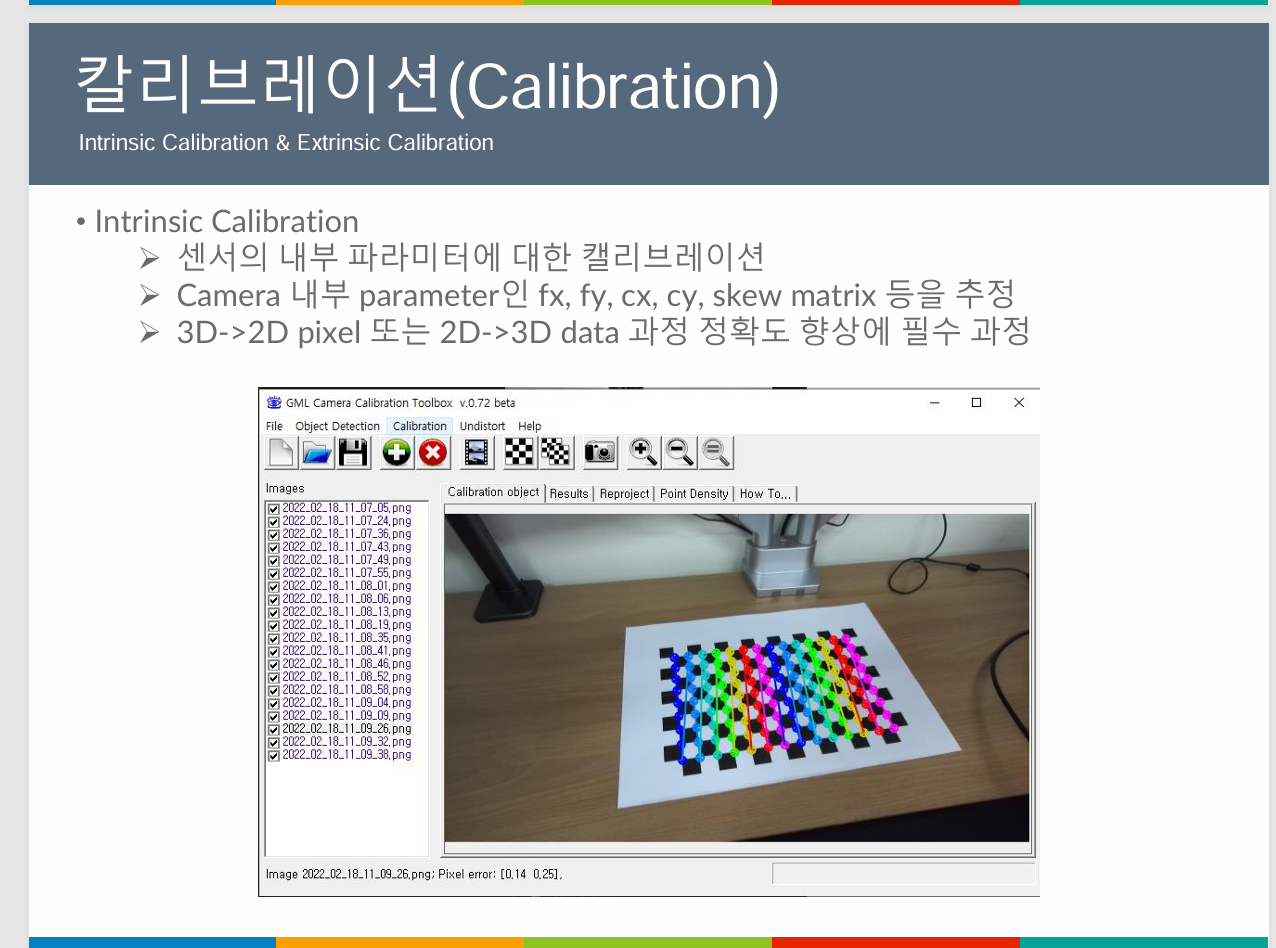 칼리브레이션(Calibration)
Intrinsic Calibration & Extrinsic Calibration
• Intrinsic Calibration
➢ 센서의 내부 파라미터에 대한 캘리브레이션
➢ Camera 내부 parameter인 fx, fy, cx, cy, skew matrix 등을 추정
➢ 3D->2D pixel 또는 2D->3D data 과정 정확도 향상에 필수 과정
GML Camera Calibration Toolbox v.0.72 beta
File Object Detection Calibration Undistort Help
Images
Calibration object Results Reproject Point Density How To...
2022_02_18_11_07_05.png
2022_02_18_11_07_24.png
2022_02_18_11_07_36.png
2022_02_18_11_07_43.png
2022_02_18_11_07_49.png
2022_02_18_11_07_55.png
2022_02_18_11_08_01.png
2022_02_18_11_08_06.png
2022_02_18_11_08_13.png
2022_02_18_11_08_19.png
2022_02_18_11_08_35.png
2022_02_18_11_08_41.png
2022_02_18_11_08_46.png
2022_02_18_11_08_52.png
2022_02_18_11_08_58.png
2022_02_18_11_09_04.png
2022_02_18_11_09_09.png
2022_02_18_11_09_26.png
2022_02_18_11_09_32.png
2022_02_18_11_09_38.png
Image 2022_02_18_11_09_26.png; Pixel error: [0.14 0.25],